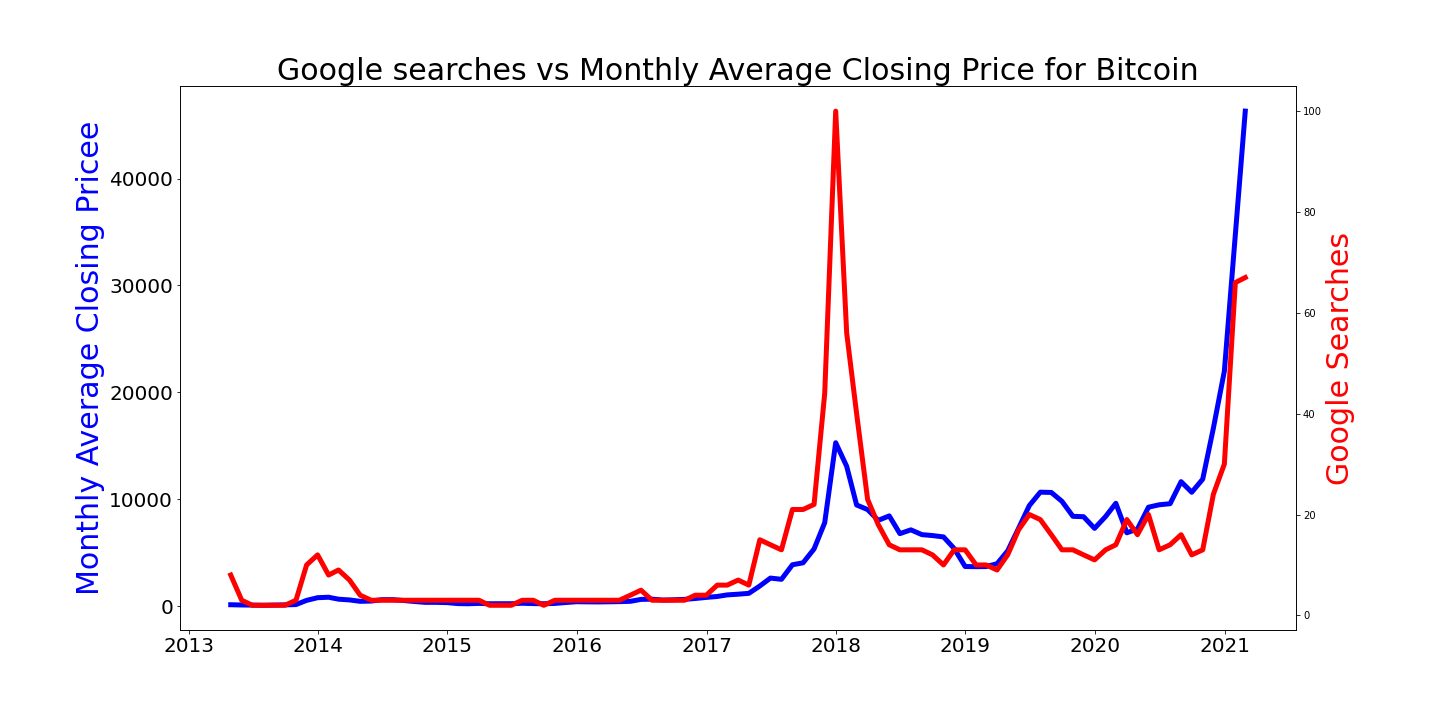 Google searches vs Monthly Average Closing Price for Bitcoin
Monthly Average Closing Pricee
40000
30000
20000
10000
0
100
80
60
40
20
0
Google Searches
2013 2014 2015 2016 2017 2018 2019 2020 2021